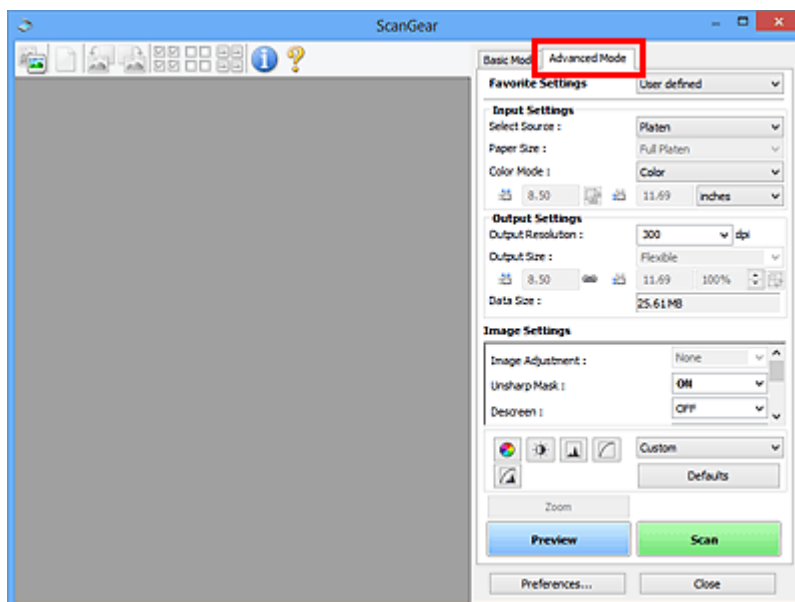 ScanGear
Basic Mod Advanced Mode
Favorite Settings User defined
Input Settings
Select Source : Platen
Paper Size : Full Platen
Color Mode : Color
8.50 11.69 inches
Output Settings
Output Resolution : 300 dpi
Output Size : Flexible
8.50 11.69 100%
Data Size : 25.61MB
Image Settings
Image Adjustment : None
Unsharp Mask : ON
Descreen : OFF
Custom
Defaults
Zoom
Preview Scan
Preferences... Close